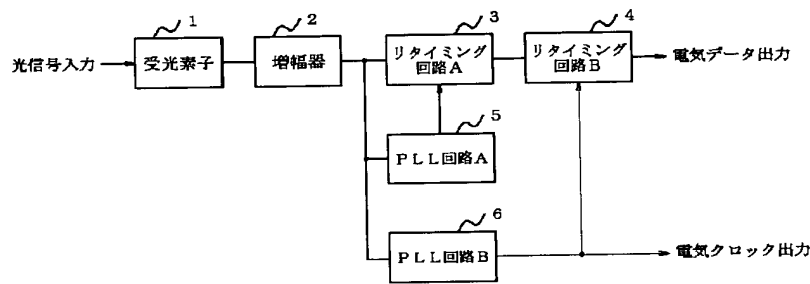 1
2
3
4
光信号入力
受光素子
増幅器
リタイミング
回路A
リタイミング
回路B
電気データ出力
5
PLL回路A
6
PLL回路B
電気クロック出力